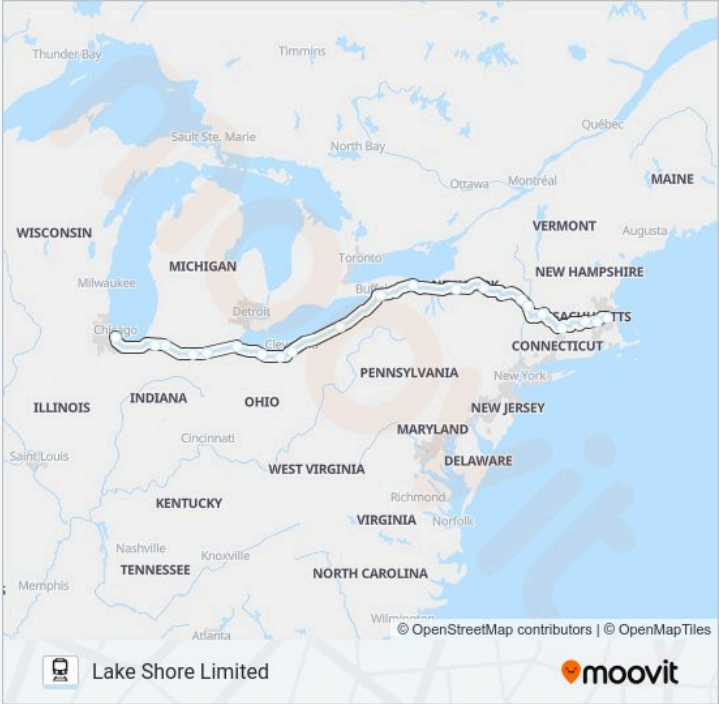 Thunder Bay
Timmins
Québec
Sault Ste. Marie
North Bay
Ottawa
Montréal
MAINE
WISCONSIN
VERMONT
Augusta
Toronto
MICHIGAN
NEW HAMPSHIRE
Milwaukee
Detroit
Chicago
CONNECTICUT
PENNSYLVANIA
New York
INDIANA
OHIO
ILLINOIS
NEW JERSEY
MARYLAND
Cincinnati
Saint Louis
DELAWARE
WEST VIRGINIA
KENTUCKY
Richmond
VIRGINIA
Norfolk
Nashville
Knoxville
TENNESSEE
NORTH CAROLINA
Memphis
Wilmington
Atlanta
© OpenStreetMap contributors | © OpenMapTiles
Lake Shore Limited
moovit